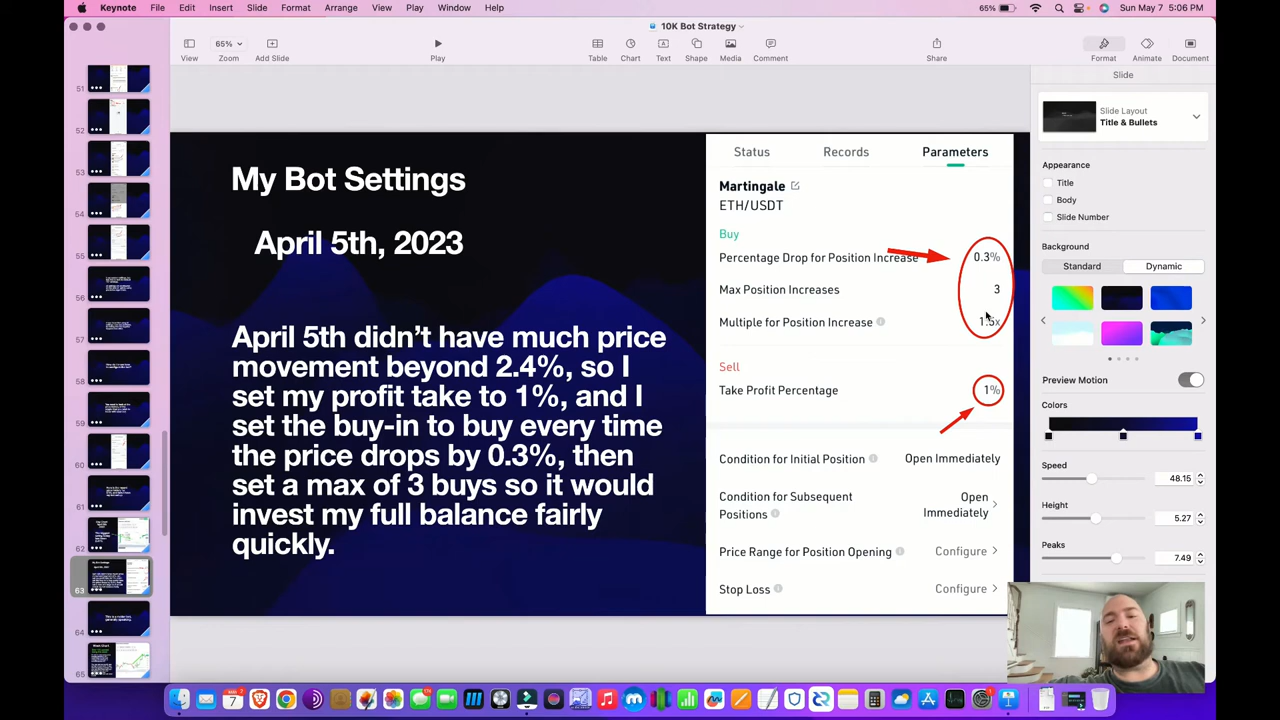 Keynote File Edit Insert Slide Format Arrange View Play Window Help
65% Sun May 7 5:06 PM
10K Bot Strategy
65%
View Zoom Add Slide Play Table Chart Text Shape Media Comment Share Format Animate Document
Slide
51
52
53
54
55
56
57
58
59
60
61
62
63
64
65
My Bot Settings
April 5th, 2023
April 5th didn’t have much price
movement beyond 2.4%, so I
set my profit take to 1%, and I
set the buy-in to buy every time
the price drops by 0.3%, then
set a max of 3 buys so it would
invest my full balance fairly
quickly.
Status Records Parameters
Martingale
ETH/USDT
Buy
Percentage Drop for Position Increase 0.3%
Max Position Increases 3
Multiple for Position Increase 1.5x
Sell
Take Profit Percentage 1%
Condition for Initial Position Open Immediately
Condition for Subsequent
Positions
Open
Immediately
Price Range for Position Opening Configure
Stop Loss Configure
Slide Layout
Title & Bullets
Appearance
Title
Body
Slide Number
Background
Standard Dynamic
Preview Motion
Colors
Speed 48.15
Height 5.27
Peaks 7.49